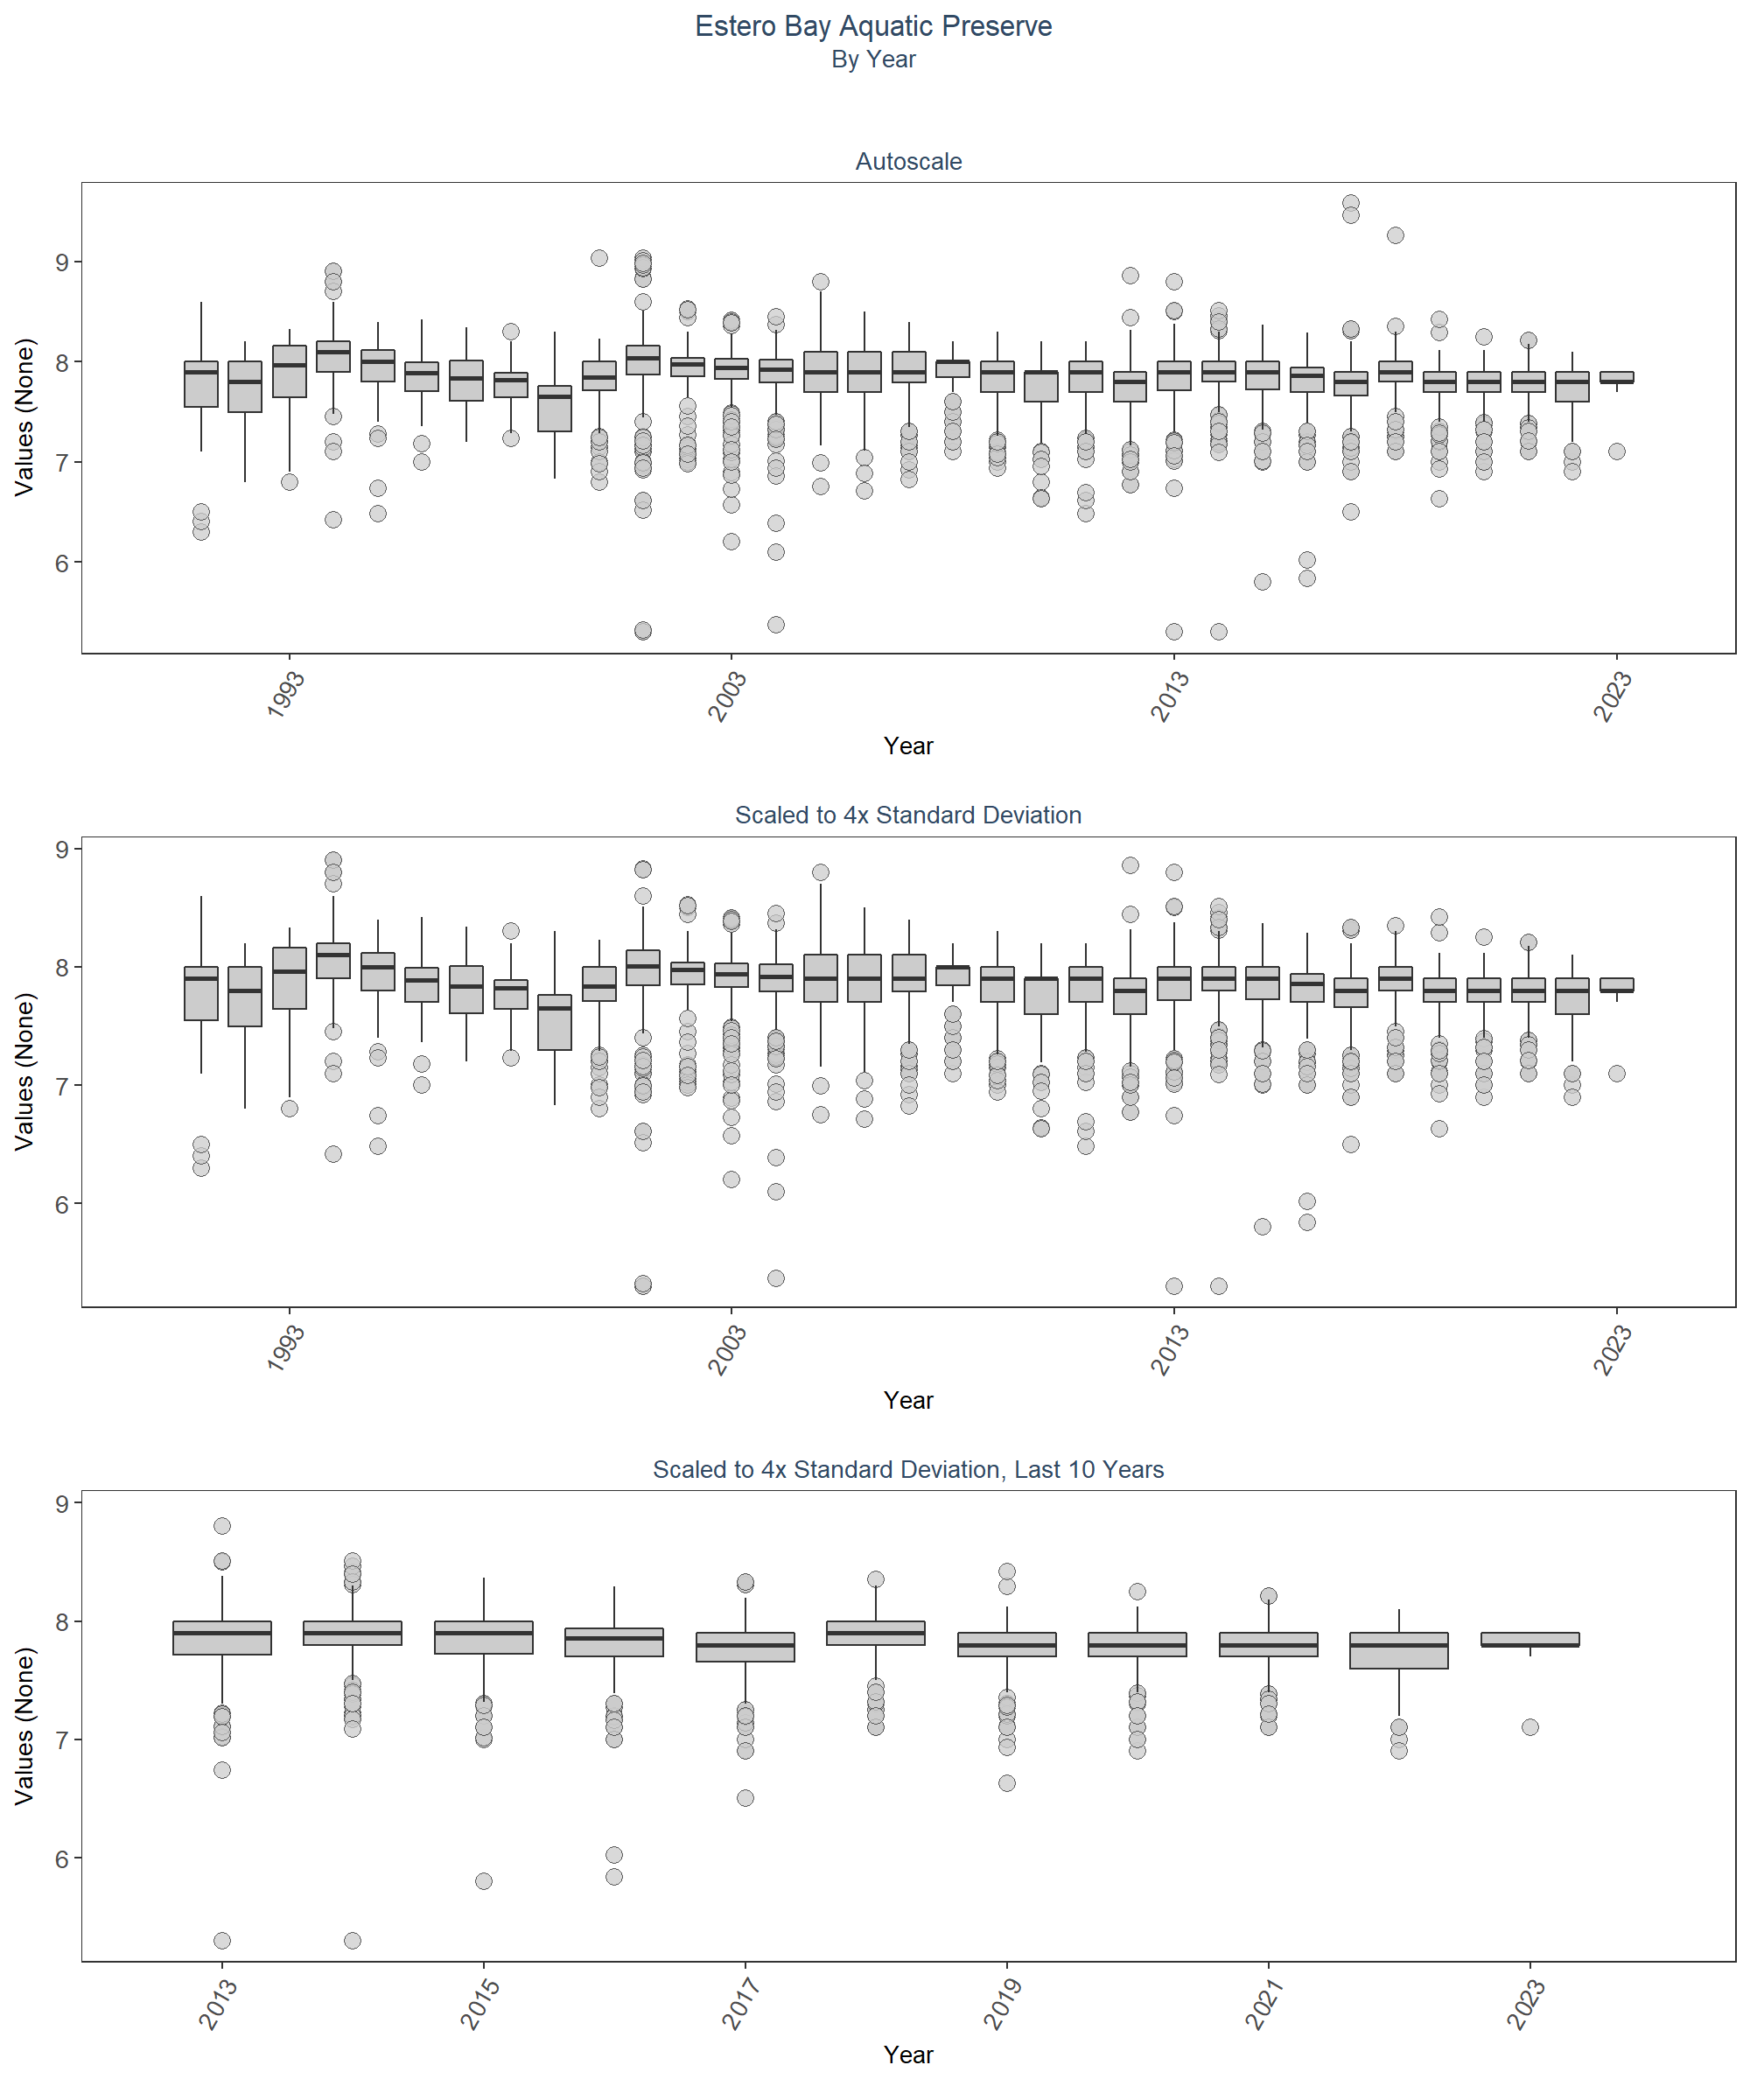 Estero Bay Aquatic Preserve
By Year
Autoscale
Values (None)
9
8
7
6
1993
2003
2013
2023
Year
Scaled to 4x Standard Deviation
Values (None)
9
8
7
6
1993
2003
2013
2023
Year
Scaled to 4x Standard Deviation, Last 10 Years
Values (None)
9
8
7
6
2013
2015
2017
2019
2021
2023
Year